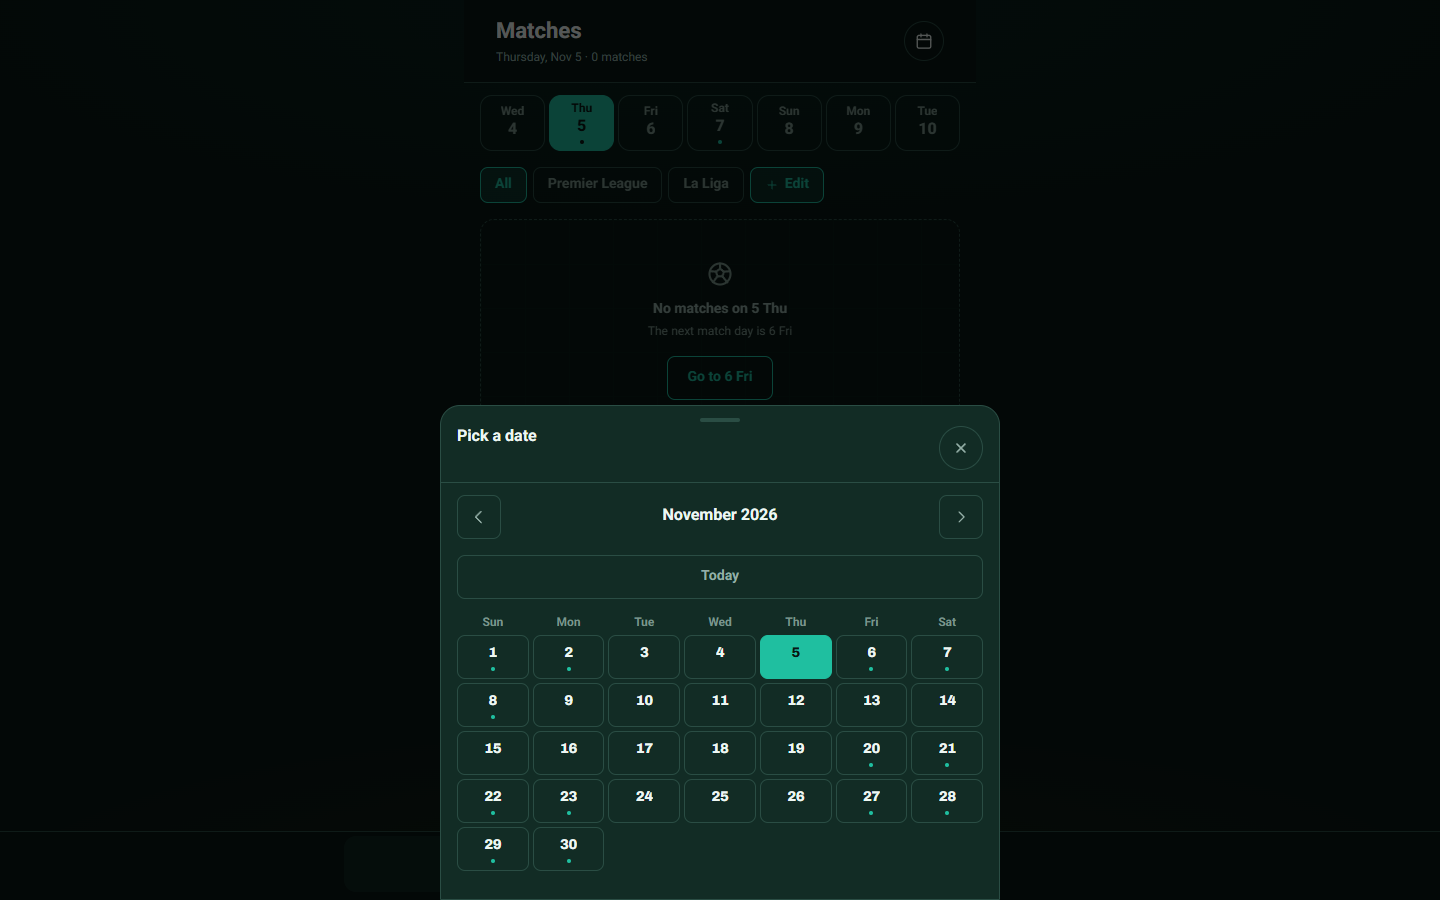 Matches
Thursday, Nov 5 · 0 matches
Wed Thu Fri Sat Sun Mon Tue
4 5 6 7 8 9 10
All Premier League La Liga + Edit
No matches on 5 Thu
The next match day is 6 Fri
Go to 6 Fri
Pick a date
November 2026
Today
Sun Mon Tue Wed Thu Fri Sat
1 2 3 4 5 6 7
8 9 10 11 12 13 14
15 16 17 18 19 20 21
22 23 24 25 26 27 28
29 30